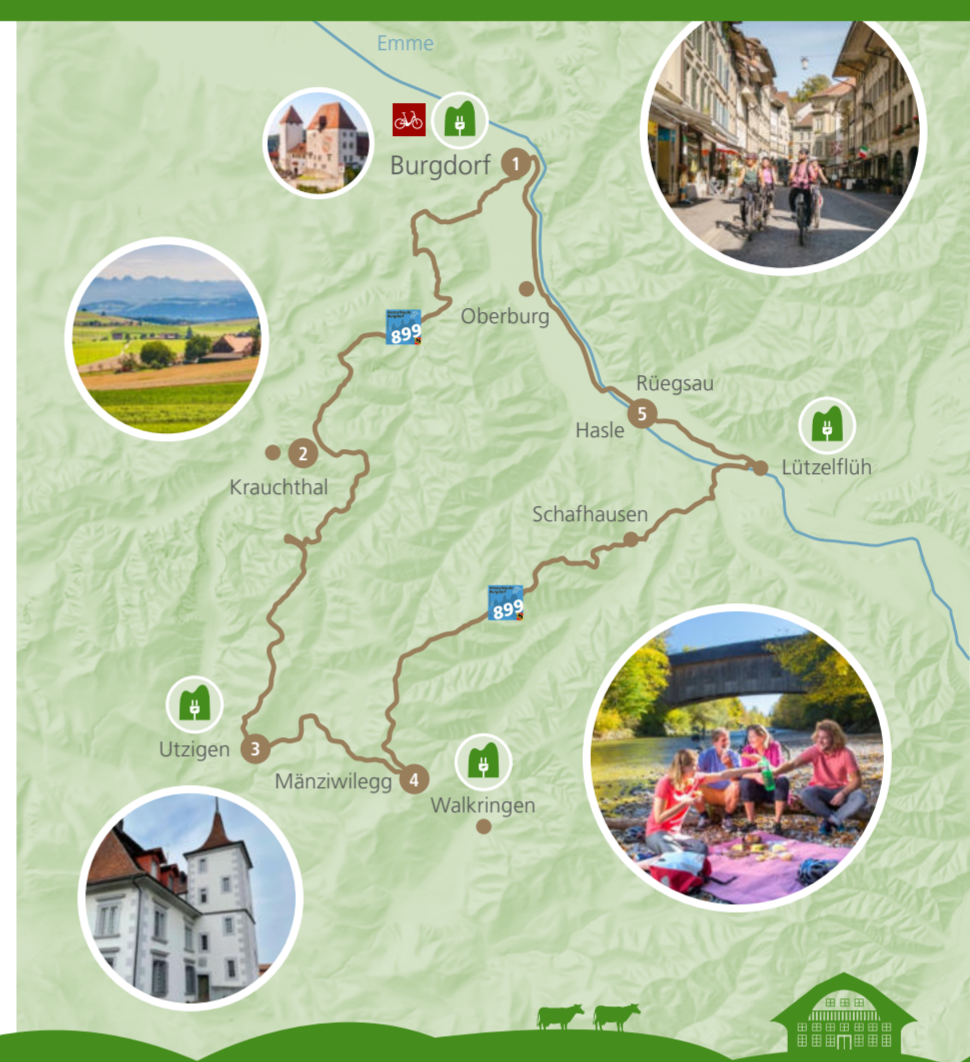 Emme
Burgdorf
1
Oberburg
899
Rüegsau
5
Hasle
2
Krauchthal
Lützelflüh
Schafhausen
899
Utzigen
3
Mänziwilegg
4
Walkringen